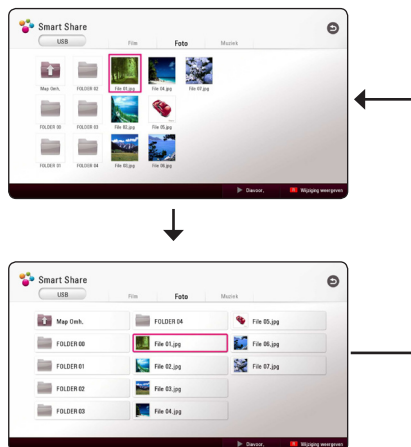 Smart Share
USB Film Foto Muziek
Map Omh. FOLDER 02 File 01.jpg File 04.jpg File 07.jpg
FOLDER 00 FOLDER 03 File 02.jpg File 05.jpg
FOLDER 01 FOLDER 04 File 03.jpg File 06.jpg
Diavoor. Wijziging weergeven
Smart Share
USB Film Foto Muziek
Map Omh. FOLDER 04 File 05.jpg
FOLDER 00 File 01.jpg File 06.jpg
FOLDER 01 File 02.jpg File 07.jpg
FOLDER 02 File 03.jpg
FOLDER 03 File 04.jpg
Diavoor. Wijziging weergeven